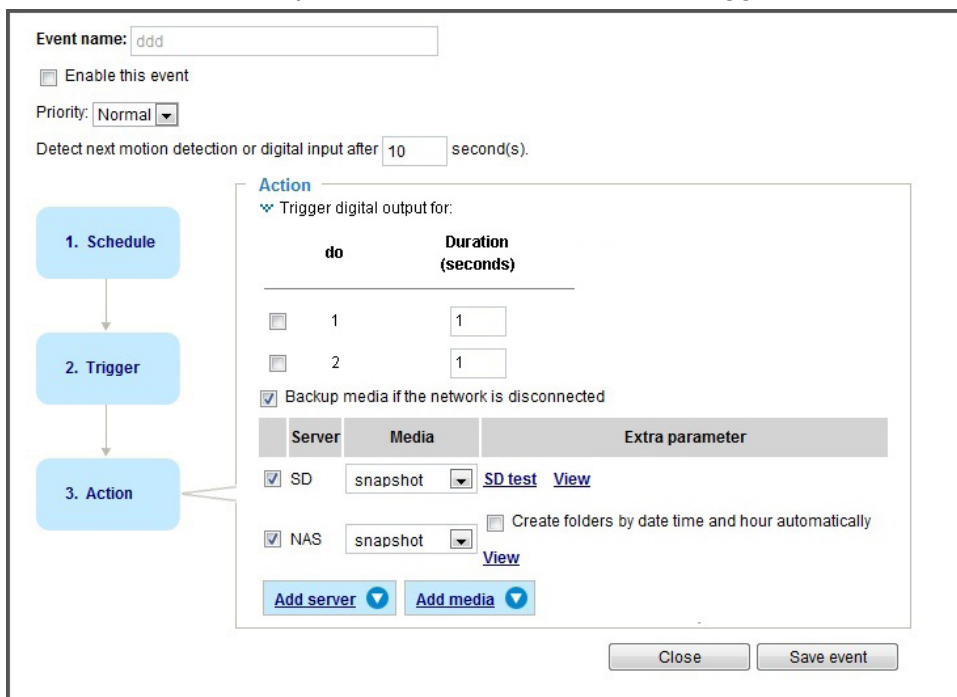 Event name: ddd
Enable this event
Priority: Normal
Detect next motion detection or digital input after 10 second(s).
Action
Trigger digital output for:
1. Schedule
do
Duration
(seconds)
1 1
2. Trigger
2 1
Backup media if the network is disconnected
Server Media Extra parameter
3. Action
SD snapshot SD test View
Create folders by date time and hour automatically
NAS snapshot
View
Add server Add media
Close Save event